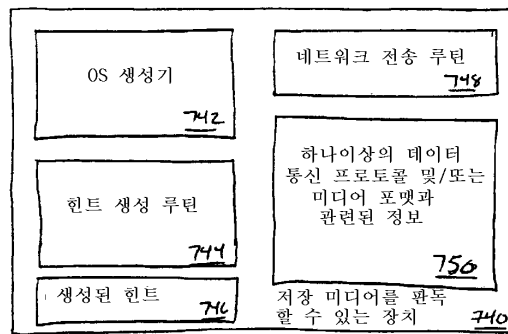 OS 생성기
742
네트워크 전송 루틴
748
힌트 생성 루틴
744
하나이상의 데이터
통신 프로토콜 및/또는
미디어 포맷과
관련된 정보
750
생성된 힌트
746
저장 미디어를 판독
할 수 있는 장치 740